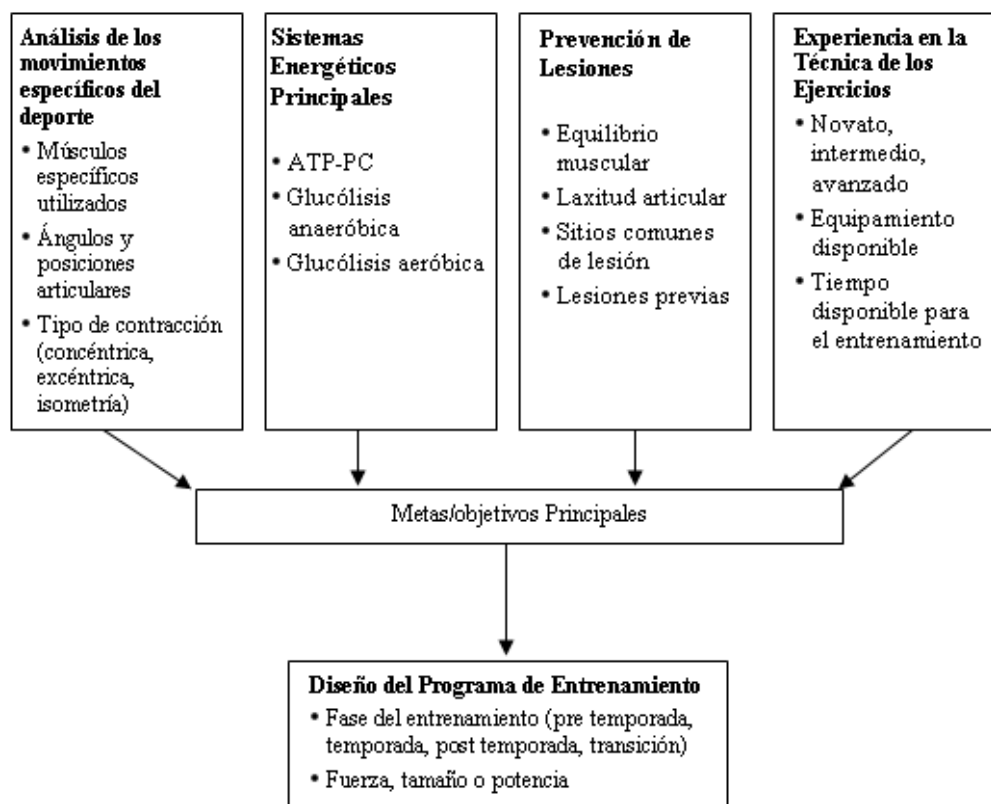 Análisis de los
movimientos
específicos del
deporte
• Músculos
específicos
utilizados
• Ángulos y
posiciones
articulares
• Tipo de contracción
(concéntrica,
excéntrica,
isometría)
Sistemas
Energéticos
Principales
• ATP-PC
• Glucólisis
anaeróbica
• Glucólisis aeróbica
Prevención de
Lesiones
• Equilibrio
muscular
• Laxitud articular
• Sitios comunes
de lesión
• Lesiones previas
Experiencia en la
Técnica de los
Ejercicios
• Novato,
intermedio,
avanzado
• Equipamiento
disponible
• Tiempo
disponible para
el entrenamiento
Metas/objetivos Principales
Diseño del Programa de Entrenamiento
• Fase del entrenamiento (pre temporada,
temporada, post temporada, transición)
• Fuerza, tamaño o potencia